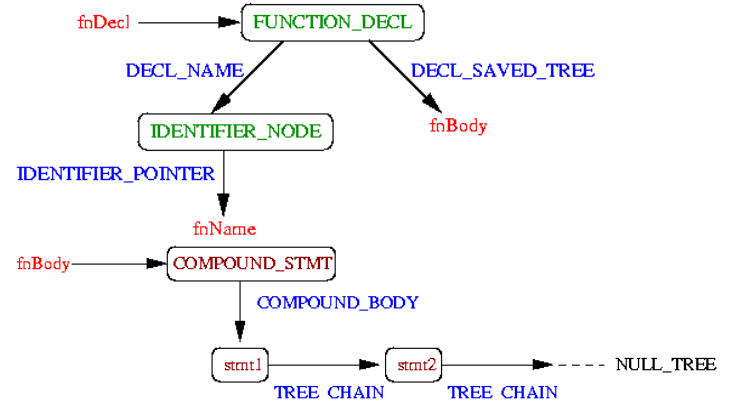 fnDecl FUNCTION_DECL
DECL_NAME DECL_SAVED_TREE
IDENTIFIER_NODE fnBody
IDENTIFIER_POINTER
fnName
fnBody COMPOUND_STMT
COMPOUND_BODY
stmt1 stmt2 NULL_TREE
TREE CHAIN TREE CHAIN